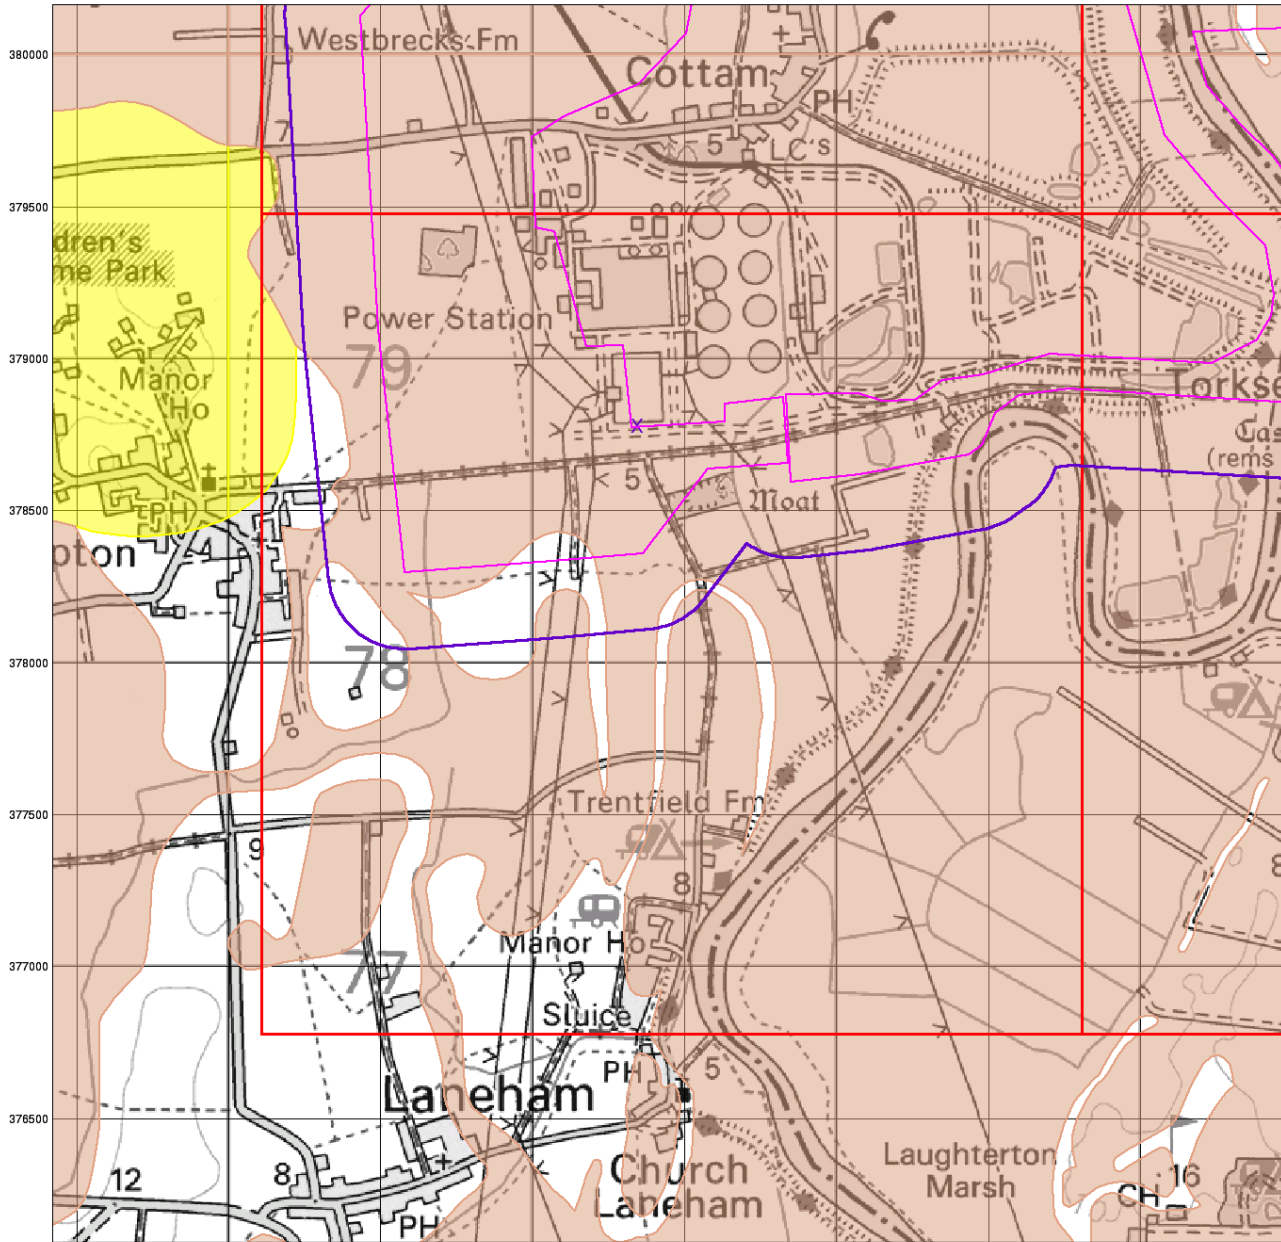 380000
Westbrecks Fm
Cottam
PH
5
LC's
379500
dren's
me Park
Power Station
379000
79
Manor
Ho
Torks
Cas
(rems
5
Moat
378500
PH
pton
378000
78
Trentfield Fm
377500
9
8
8
Manor Ho
377000
77
Sluice
PH
5
Laneham
376500
Church
Laneham
Laughterton
Marsh
12
8
16
CH
PH